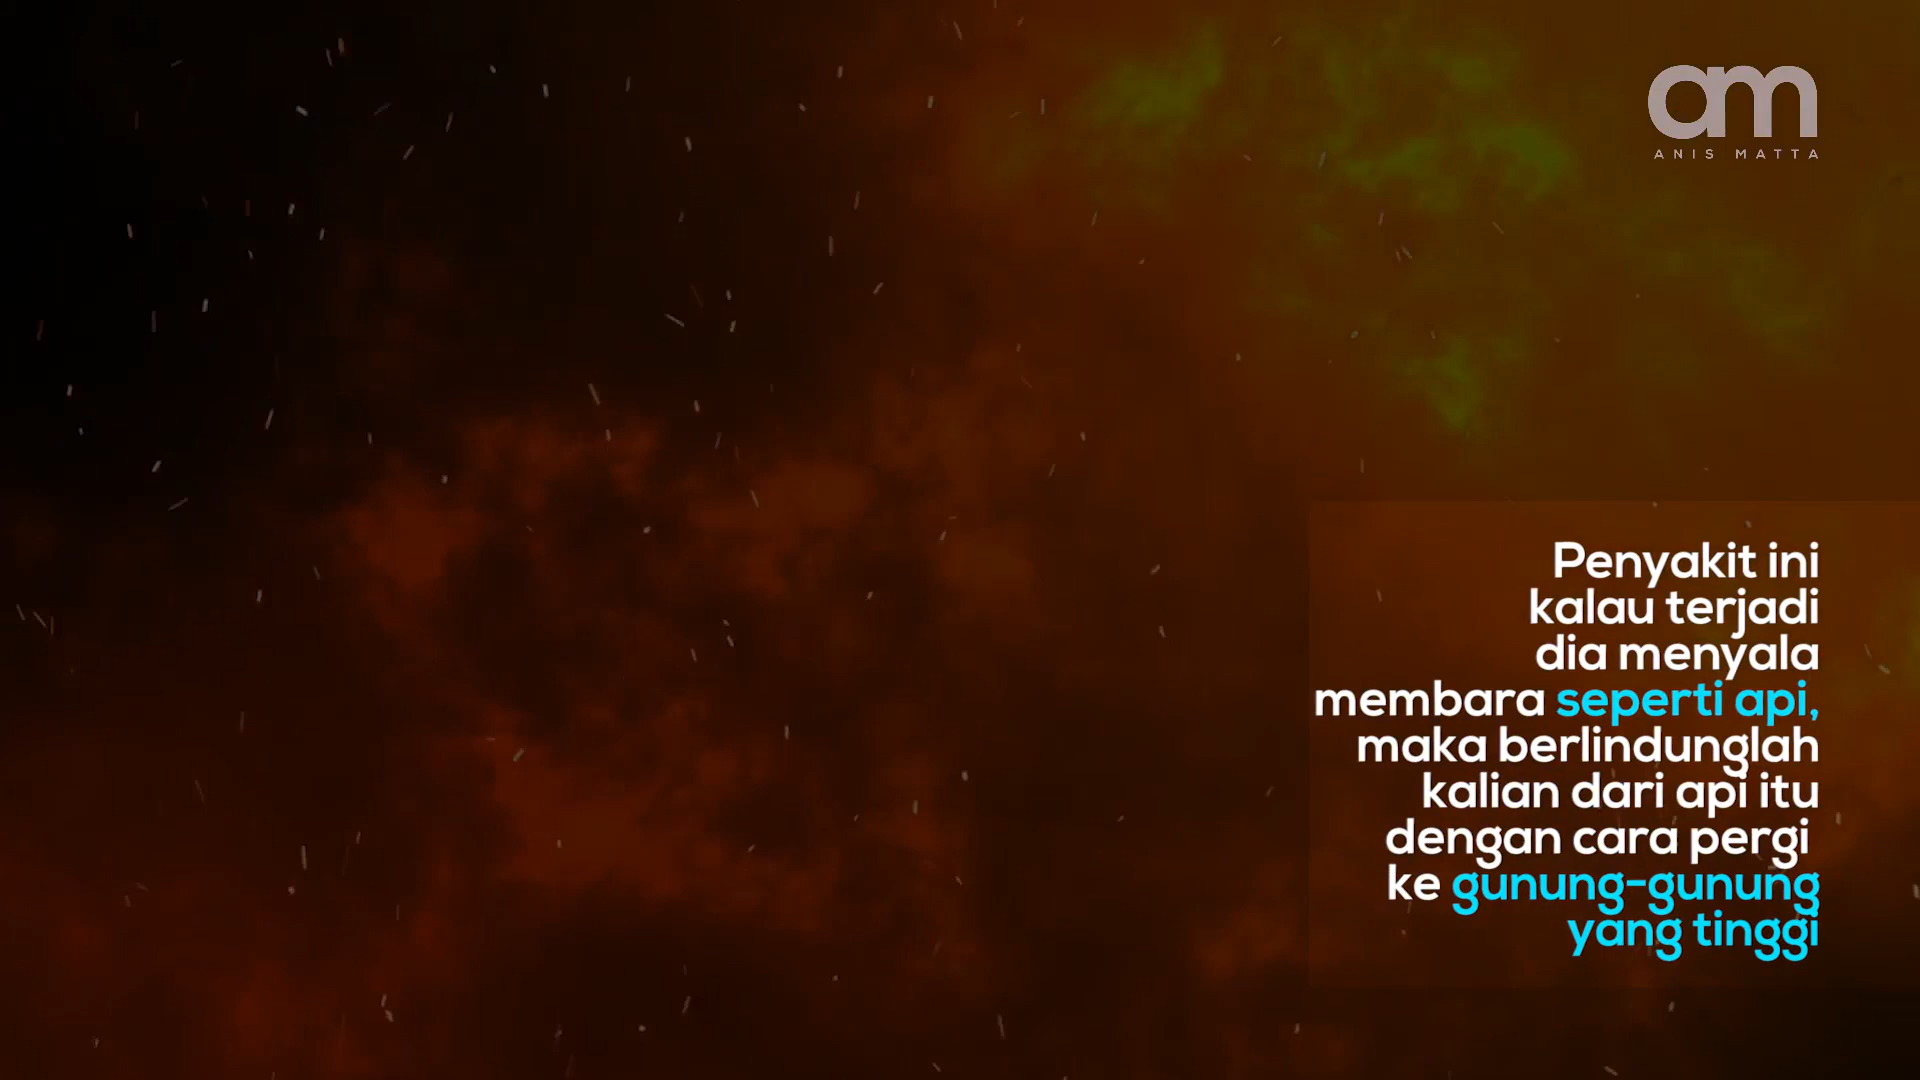 am
ANIS MATTA
Penyakit ini
kalau terjadi
dia menyala
membara seperti api,
maka berlindunglah
kalian dari api itu
dengan cara pergi
ke gunung-gunung
yang tinggi